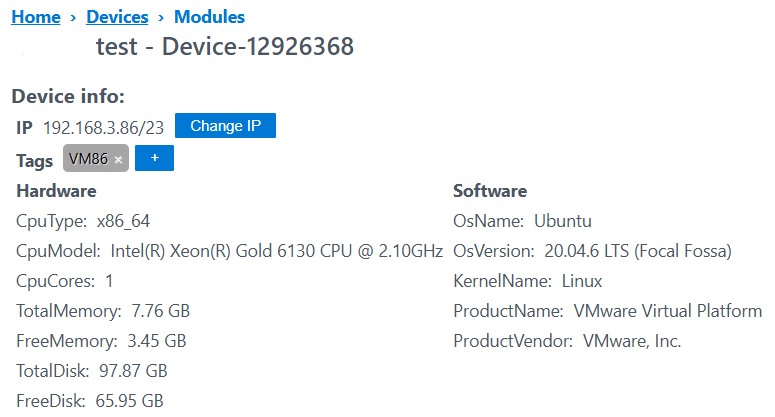 Home › Devices › Modules
test - Device-12926368
Device info:
IP 192.168.3.86/23 Change IP
Tags VM86 × +
Hardware
CpuType: x86_64
CpuModel: Intel(R) Xeon(R) Gold 6130 CPU @ 2.10GHz
CpuCores: 1
TotalMemory: 7.76 GB
FreeMemory: 3.45 GB
TotalDisk: 97.87 GB
FreeDisk: 65.95 GB
Software
OsName: Ubuntu
OsVersion: 20.04.6 LTS (Focal Fossa)
KernelName: Linux
ProductName: VMware Virtual Platform
ProductVendor: VMware, Inc.